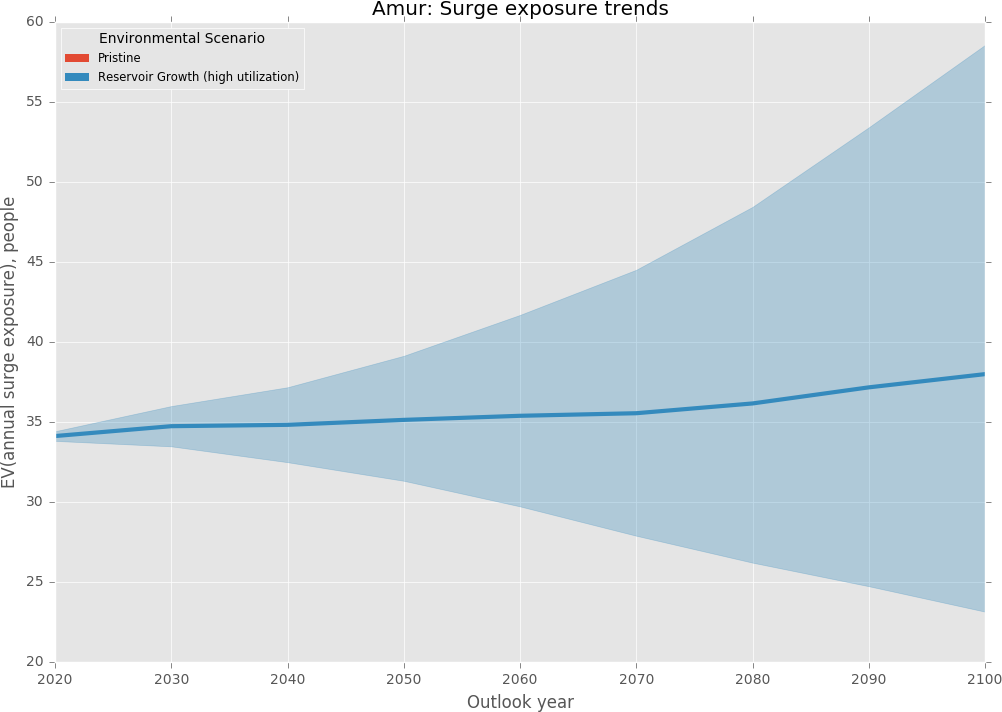 Amur: Surge exposure trends
Environmental Scenario
Pristine
Reservoir Growth (high utilization)
EV(annual surge exposure), people
60
55
50
45
40
35
30
25
20
2020 2030 2040 2050 2060 2070 2080 2090 2100
Outlook year